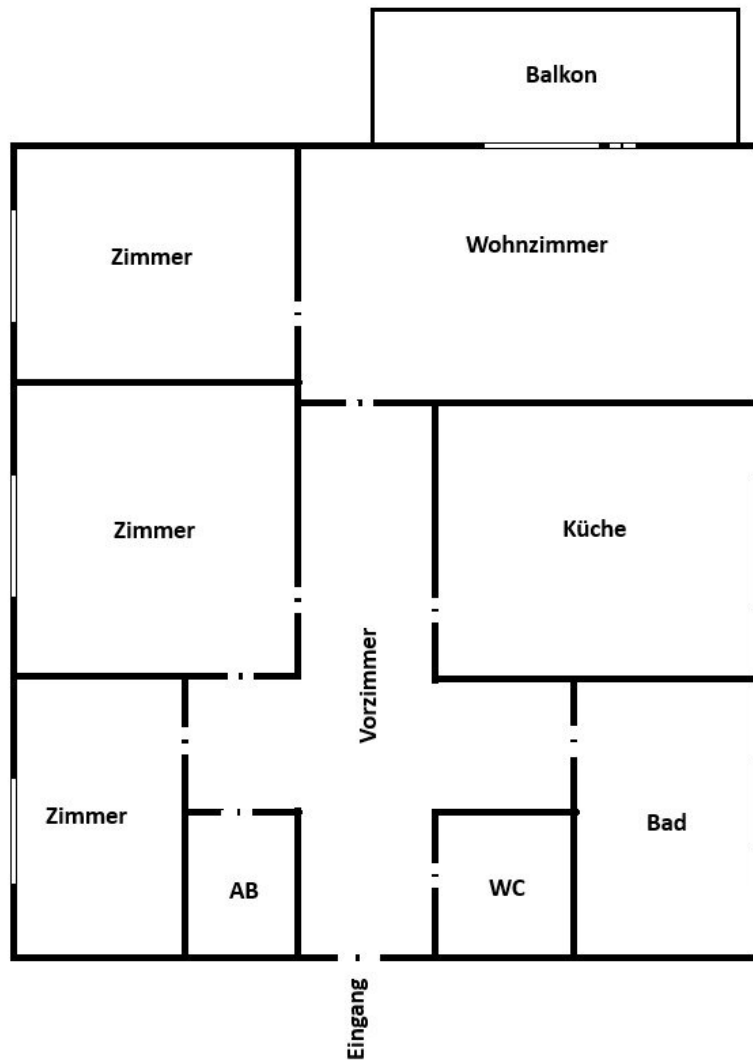 Balkon
Zimmer
Wohnzimmer
Zimmer
Küche
Vorzimmer
Zimmer
Bad
AB
WC
Eingang